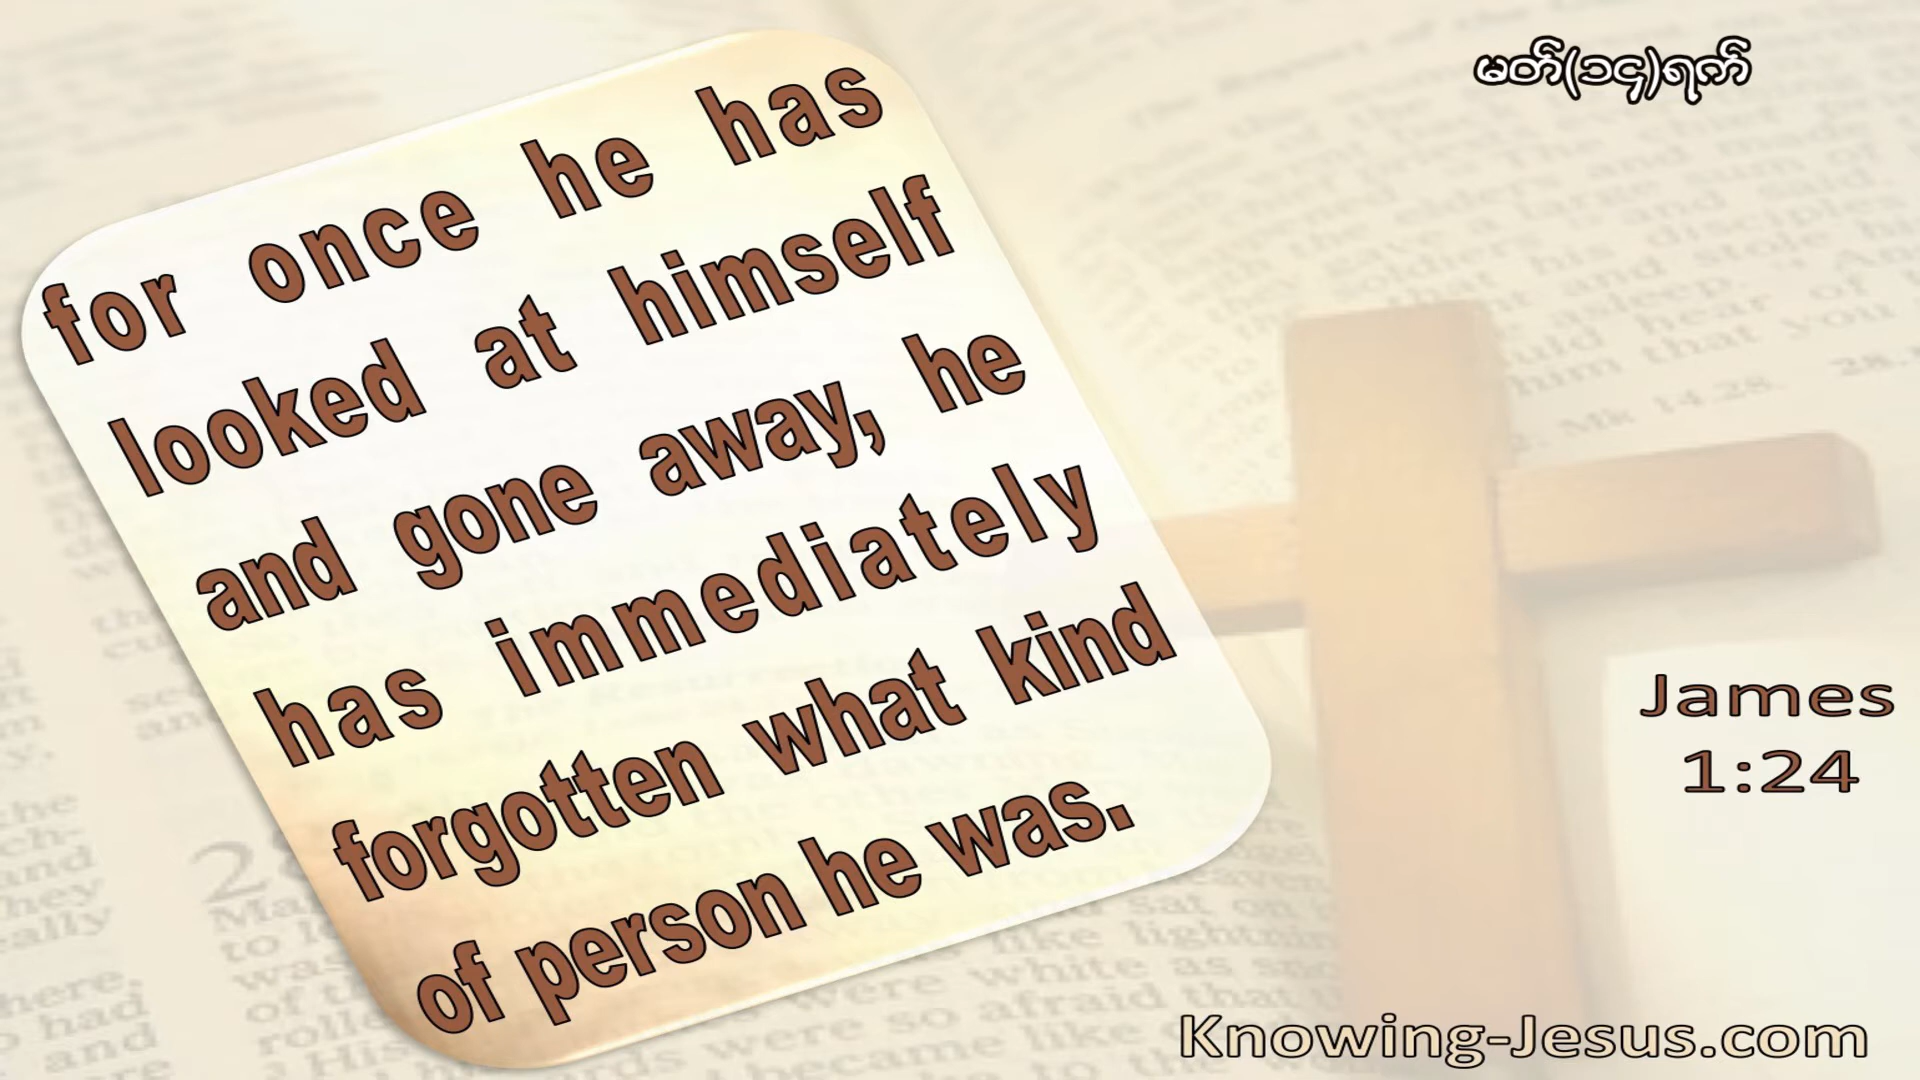 မတ်(၁၄)ရက်
for once he has
looked at himself
and gone away, he
has immediately
forgotten what kind
of person he was.
James
1:24
Knowing-Jesus.com